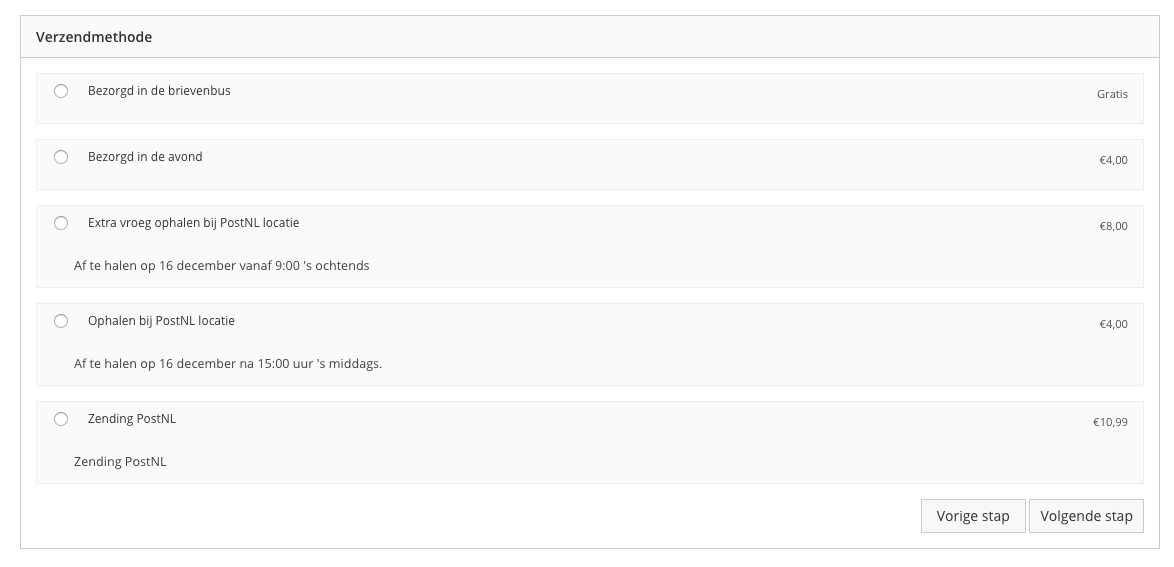 Verzendmethode
Bezorgd in de brievenbus
Gratis
Bezorgd in de avond
€4,00
Extra vroeg ophalen bij PostNL locatie
€8,00
Af te halen op 16 december vanaf 9:00 's ochtends
Ophalen bij PostNL locatie
€4,00
Af te halen op 16 december na 15:00 uur 's middags.
Zending PostNL
€10,99
Zending PostNL
Vorige stap
Volgende stap